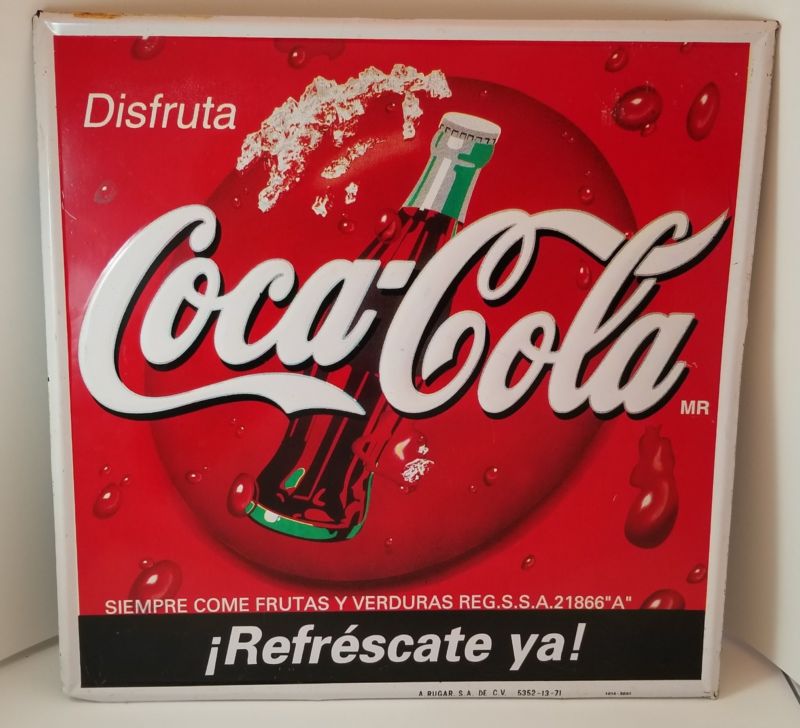 Disfruta
Coca-Cola
MR
SIEMPRE COME FRUTAS Y VERDURAS REG.S.S.A.21866"A"
¡Refréscate ya!
A RUGAR, S.A. DE C.V. 5352-13-71